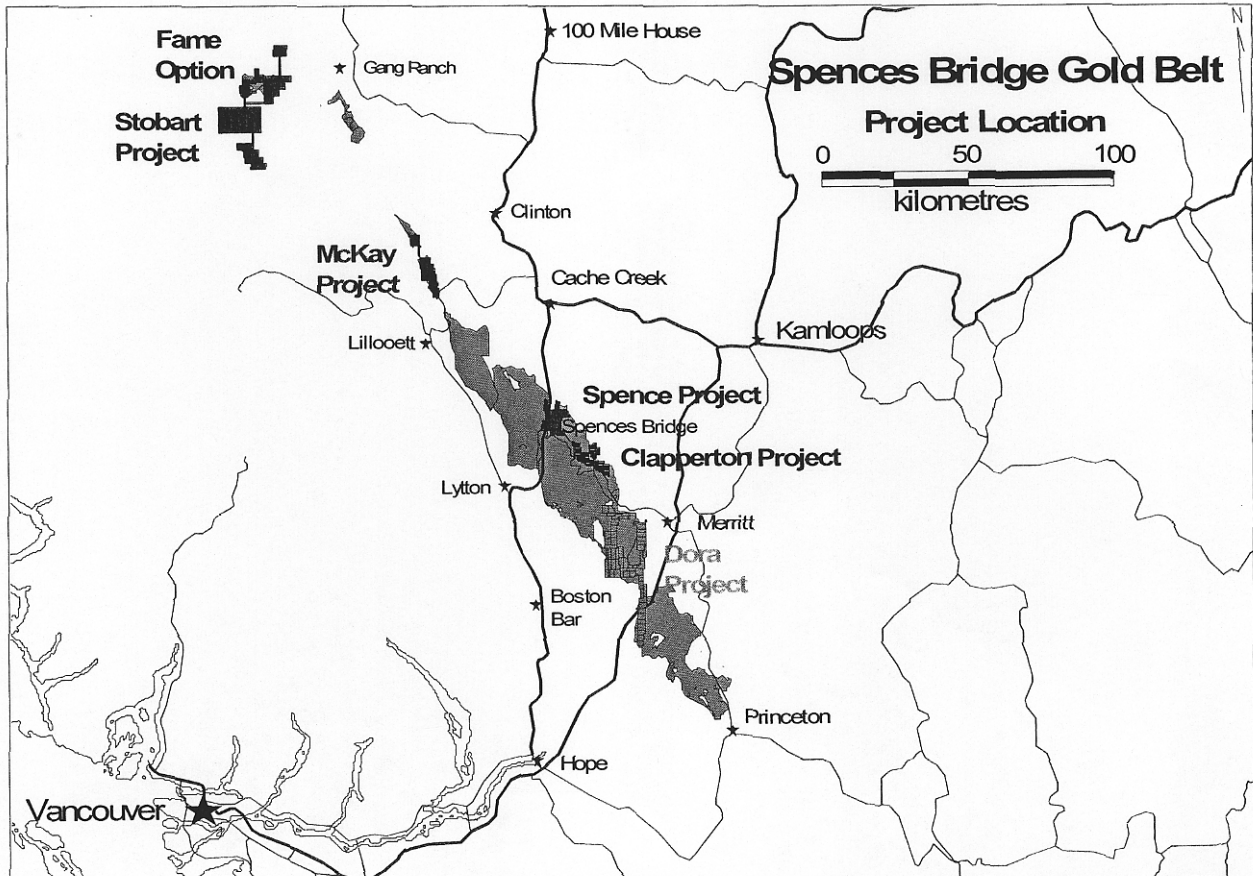 N
100 Mile House
Fame
Option
Gang Ranch
Spences Bridge Gold Belt
Project Location
0 50 100
kilometres
Stobart
Project
Clinton
McKay
Project
Cache Creek
Kamloops
Lillooett
Spence Project
Spences Bridge
Clapperton Project
Lytton
Merritt
Dora
Project
Boston
Bar
?
Princeton
Hope
Vancouver